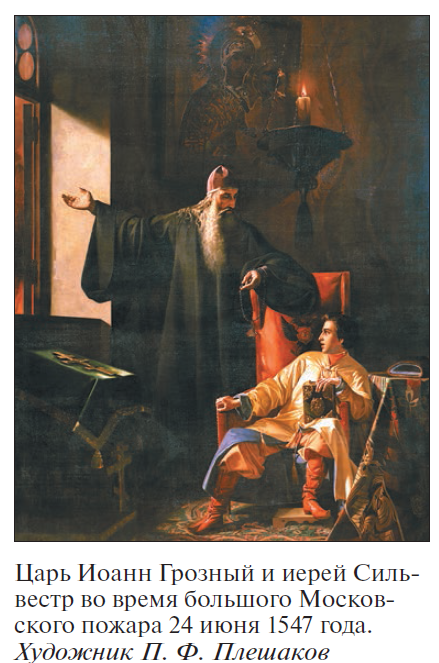 Царь Иоанн Грозный и иерей Силь-
вестр во время большого Москов-
ского пожара 24 июня 1547 года.
Художник П. Ф. Плешаков